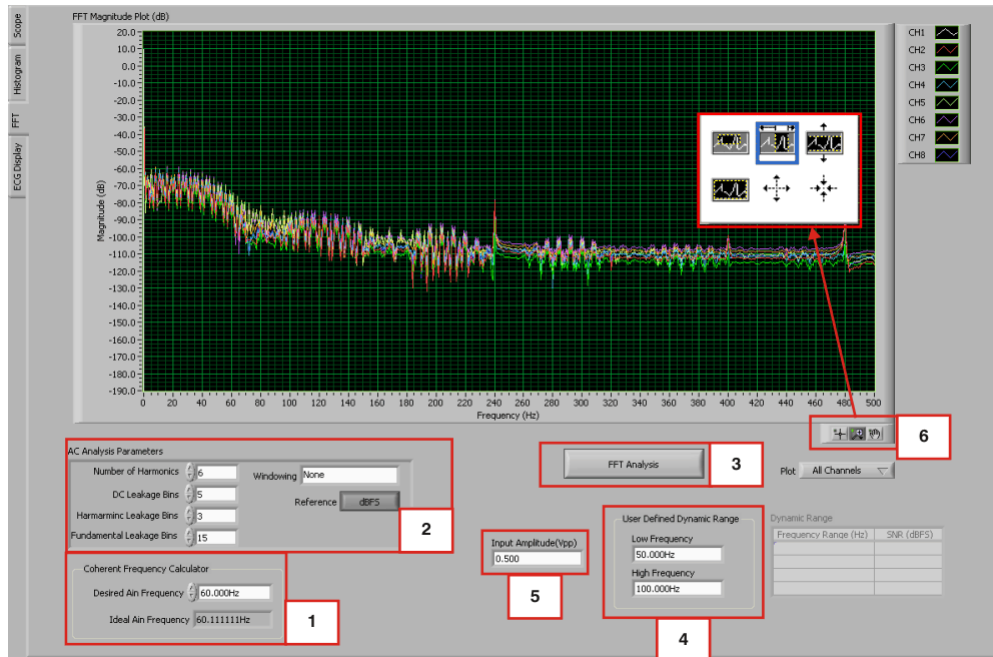 Scope
Histogram
FFT
ECG Display
FFT Magnitude Plot (dB)
Magnitude (dB)
20.0
10.0
0.0
-10.0
-20.0
-30.0
-40.0
-50.0
-60.0
-70.0
-80.0
-90.0
-100.0
-110.0
-120.0
-130.0
-140.0
-150.0
-160.0
-170.0
-180.0
-190.0
0 20 40 60 80 100 120 140 160 180 200 220 240 260 280 300 320 340 360 380 400 420 440 460 480 500
Frequency (Hz)
CH1
CH2
CH3
CH4
CH5
CH6
CH7
CH8
6
Plot All Channels
AC Analysis Parameters
Number of Harmonics 6
DC Leakage Bins 5
Harmarminc Leakage Bins 3
Fundamental Leakage Bins 15
Windowing None
Reference dBFS
2
FFT Analysis
3
Coherent Frequency Calculator
Desired Ain Frequency 60.000Hz
Ideal Ain Frequency 60.111111Hz
1
Input Amplitude(Vpp)
0.500
5
User Defined Dynamic Range
Low Frequency
50.000Hz
High Frequency
100.000Hz
4
Dynamic Range
Frequency Range (Hz) SNR (dBFS)